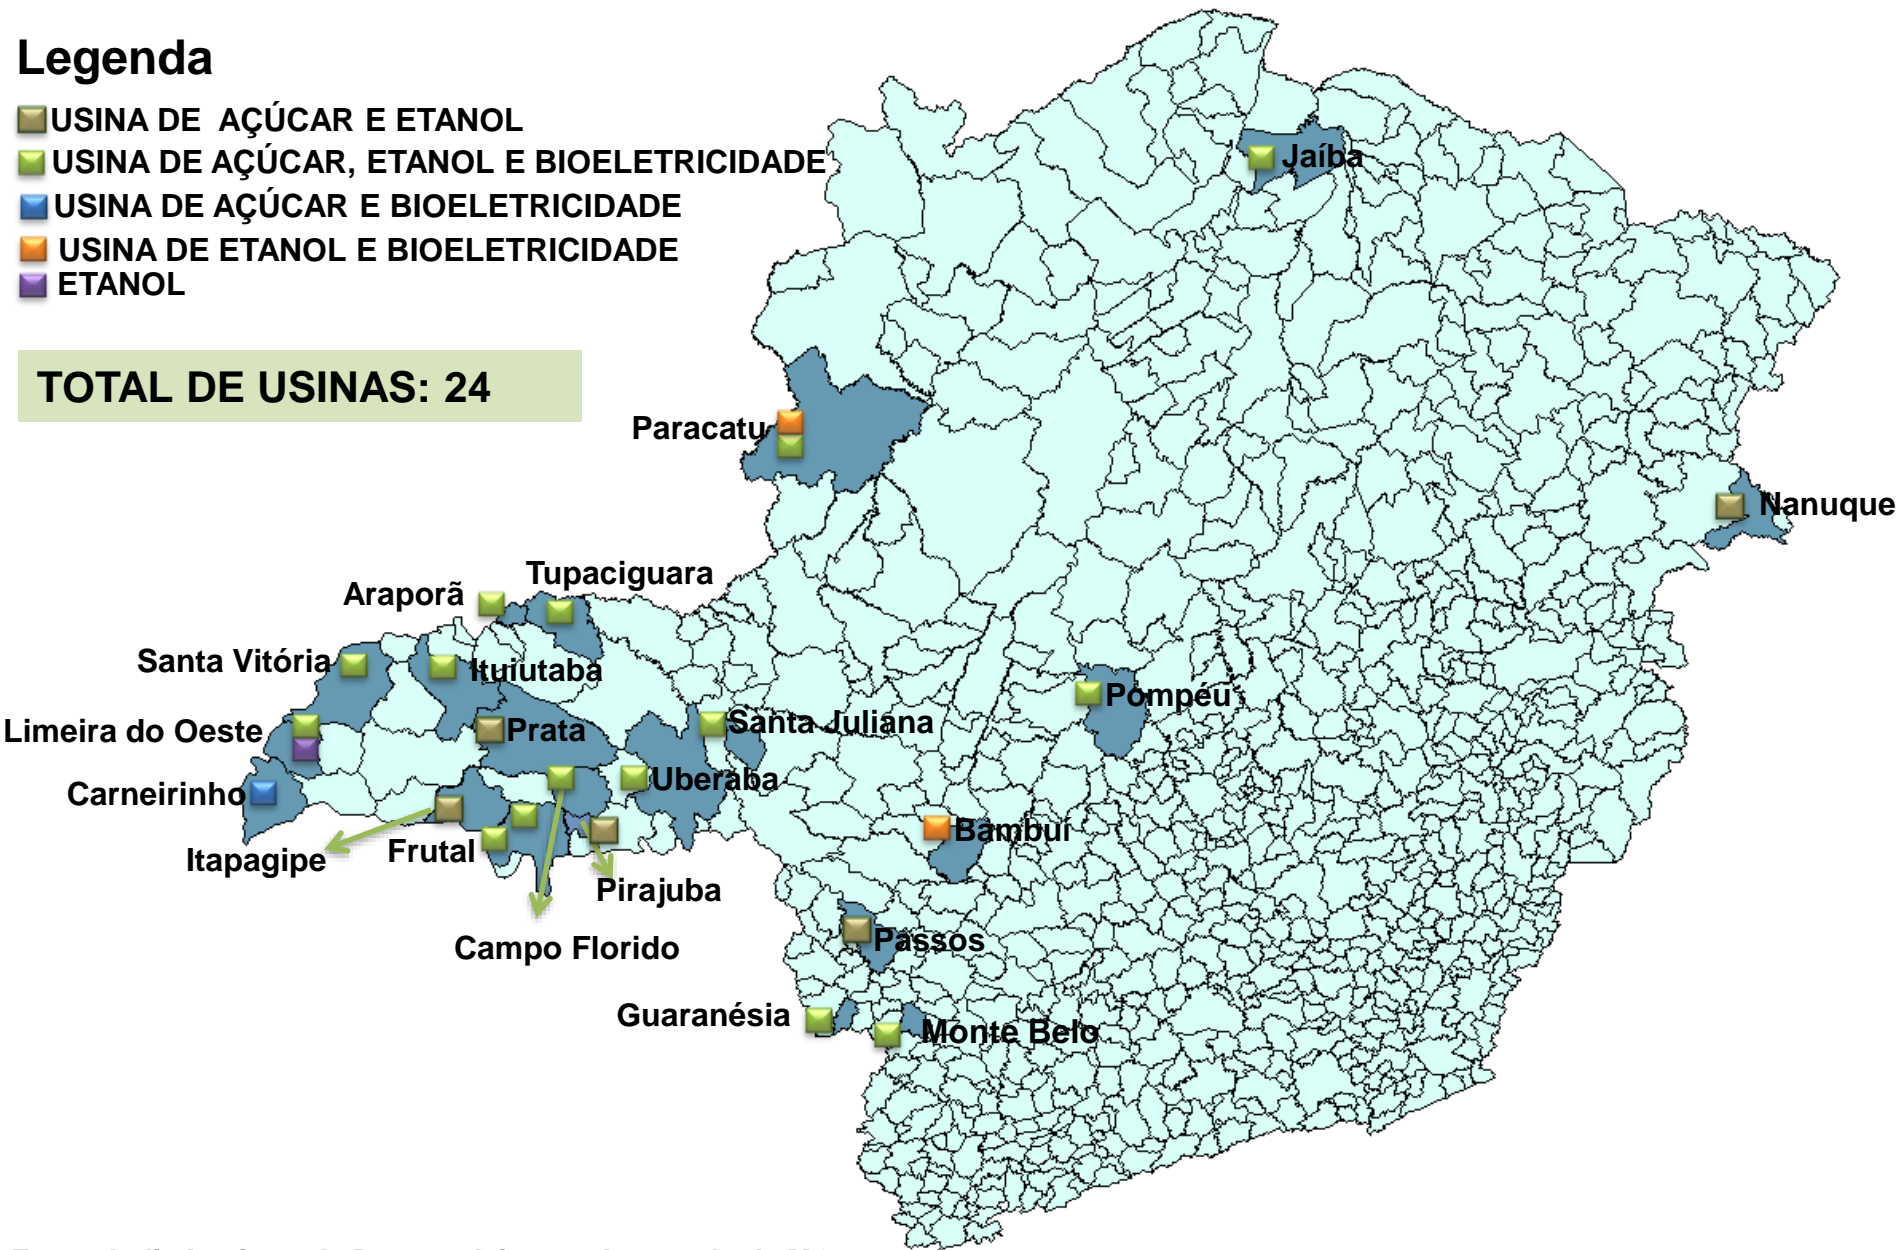 Legenda
USINA DE AÇÚCAR E ETANOL
USINA DE AÇÚCAR, ETANOL E BIOELETRICIDADE
USINA DE AÇÚCAR E BIOELETRICIDADE
USINA DE ETANOL E BIOELETRICIDADE
ETANOL
TOTAL DE USINAS: 24
Jaíba
Paracatu
Nanuque
Tupaciguara
Araporã
Santa Vitória
Ituiutaba
Pompéu
Limeira do Oeste
Prata
Santa Juliana
Carneirinho
Uberaba
Bambuí
Itapagipe
Frutal
Pirajuba
Campo Florido
Passos
Guaranésia
Monte Belo